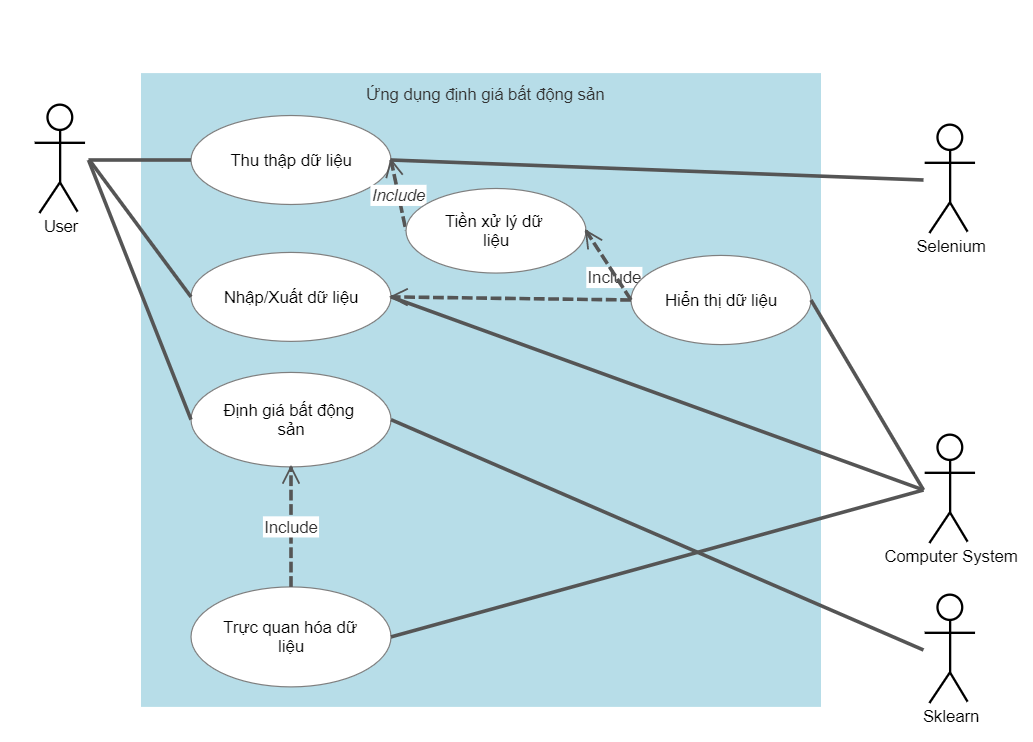 Ứng dụng định giá bất động sản
Thu thập dữ liệu
Include
Tiền xử lý dữ
liệu
User
Selenium
Include
Nhập/Xuất dữ liệu
Hiển thị dữ liệu
Định giá bất động
sản
Include
Computer System
Trực quan hóa dữ
liệu
Sklearn